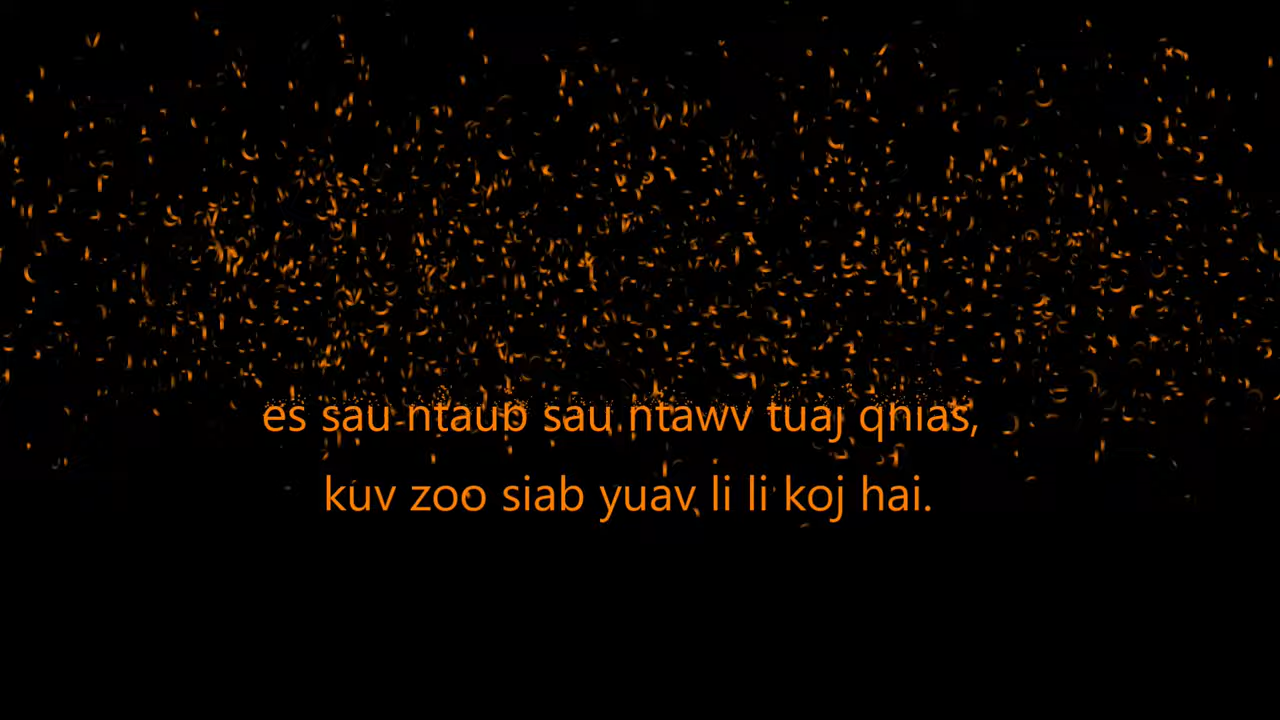 es sau ntaub sau ntawv tuaj qhias,
kuv zoo siab yuav li li koj hai.